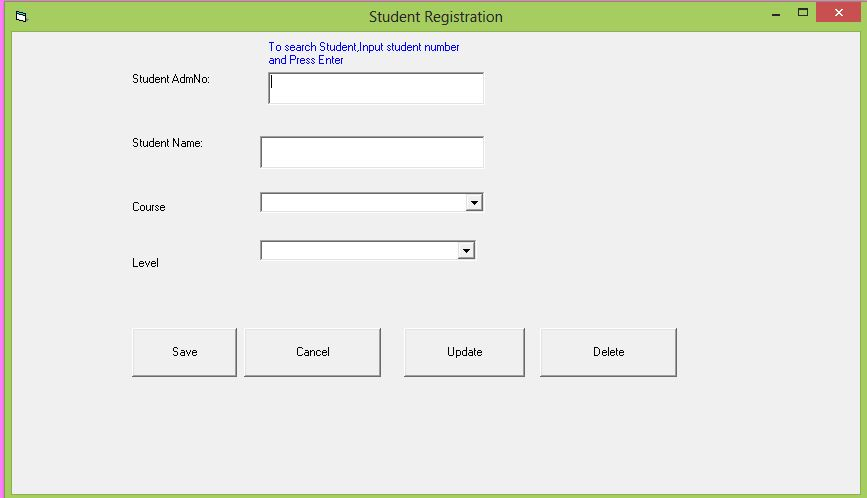 Student Registration
To search Student,Input student number
and Press Enter
Student AdmNo:
Student Name:
Course
Level
Save Cancel Update Delete